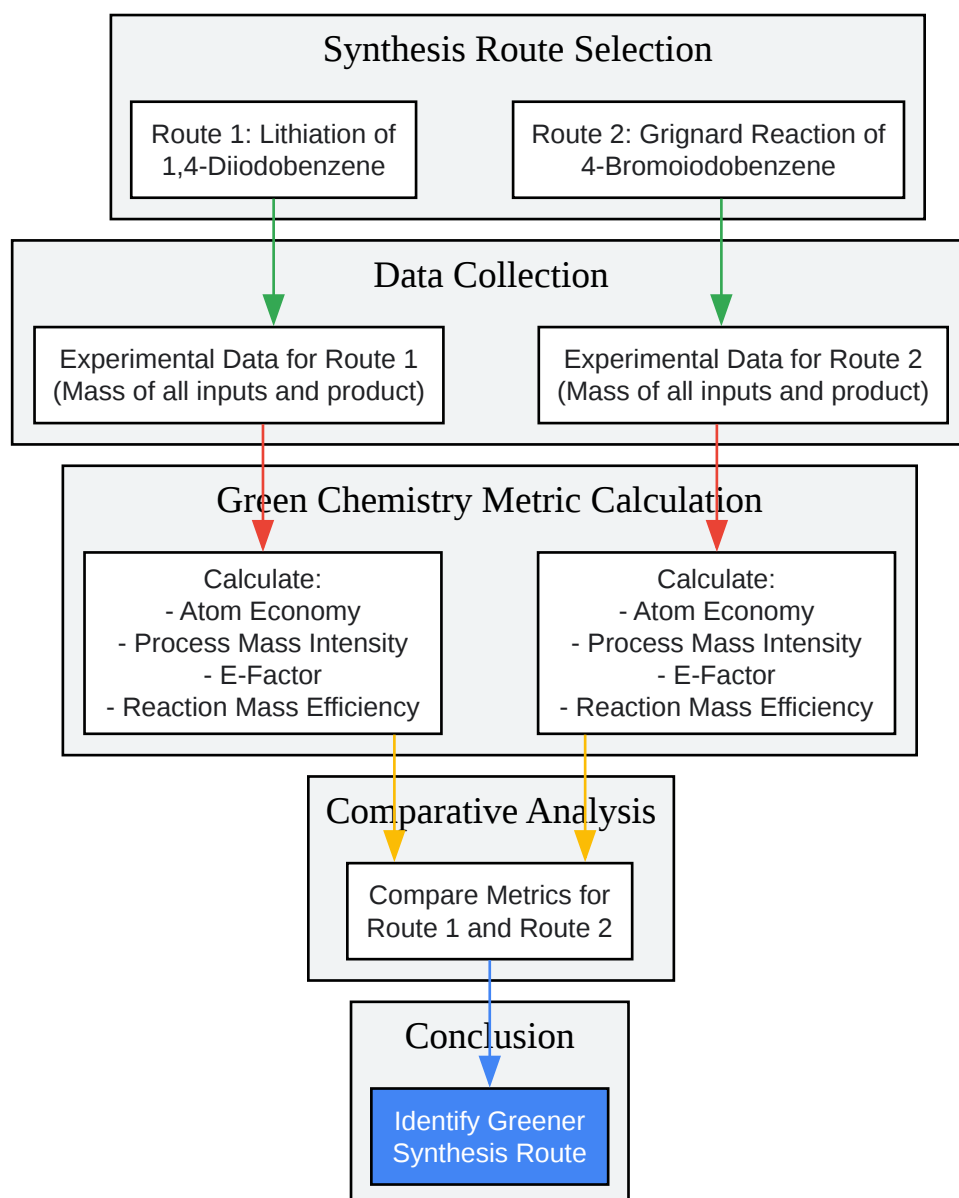 Synthesis Route Selection
Route 1: Lithiation of
1,4-Diiodobenzene
Route 2: Grignard Reaction of
4-Bromoiodobenzene
Data Collection
Experimental Data for Route 1
(Mass of all inputs and product)
Experimental Data for Route 2
(Mass of all inputs and product)
Green Chemistry Metric Calculation
Calculate:
- Atom Economy
- Process Mass Intensity
- E-Factor
- Reaction Mass Efficiency
Calculate:
- Atom Economy
- Process Mass Intensity
- E-Factor
- Reaction Mass Efficiency
Comparative Analysis
Compare Metrics for
Route 1 and Route 2
Conclusion
Identify Greener
Synthesis Route